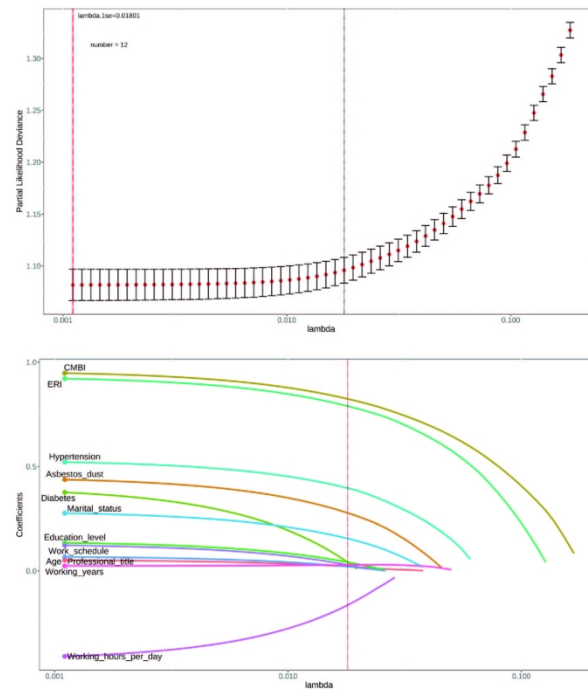 lambda.1se=0.01801
number = 12
Partial Likelihood Deviance
1.30
1.25
1.20
1.15
1.10
0.001
0.010
0.100
lambda
Coefficients
1.0
0.5
0.0
CMBI
ERI
Hypertension
Asbestos_dust
Diabetes
Marital_status
Education_level
Work_schedule
Age
Professional_title
Working_years
Working_hours_per_day
0.001
0.010
0.100
lambda